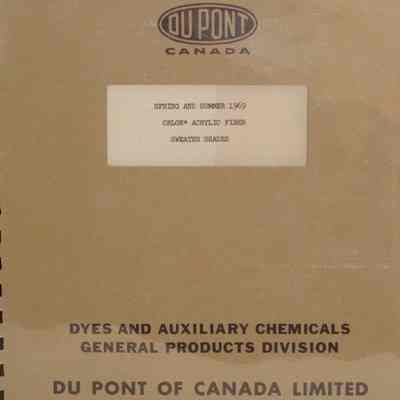 DU PONT
CANADA
SPRING AND SUMMER 1969
ORLON* ACRYLIC FIBER
SWEATER SHADES
DYES AND AUXILIARY CHEMICALS
GENERAL PRODUCTS DIVISION
DU PONT OF CANADA LIMITED